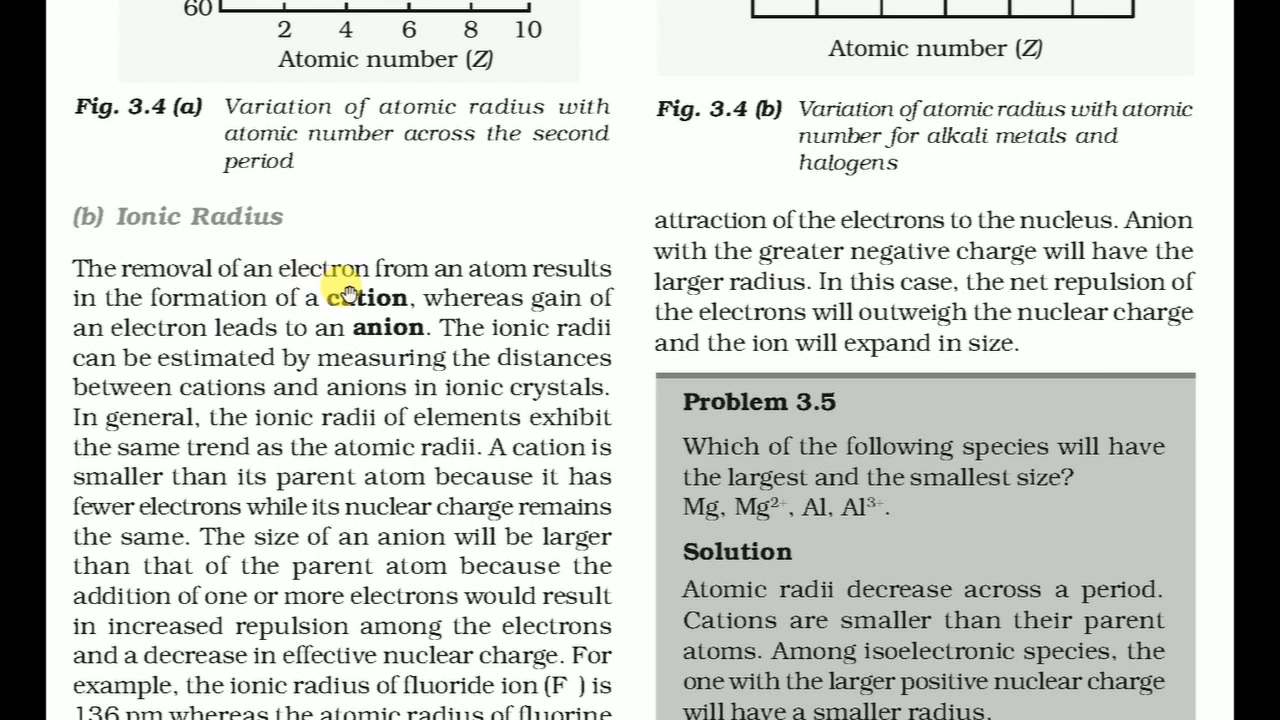 60
2 4 6 8 10
Atomic number (Z)
Fig. 3.4 (a) Variation of atomic radius with
atomic number across the second
period
(b) Ionic Radius
The removal of an electron from an atom results
in the formation of a cation, whereas gain of
an electron leads to an anion. The ionic radii
can be estimated by measuring the distances
between cations and anions in ionic crystals.
In general, the ionic radii of elements exhibit
the same trend as the atomic radii. A cation is
smaller than its parent atom because it has
fewer electrons while its nuclear charge remains
the same. The size of an anion will be larger
than that of the parent atom because the
addition of one or more electrons would result
in increased repulsion among the electrons
and a decrease in effective nuclear charge. For
example, the ionic radius of fluoride ion (F ) is
136 pm whereas the atomic radius of fluorine
Atomic number (Z)
Fig. 3.4 (b) Variation of atomic radius with atomic
number for alkali metals and
halogens
attraction of the electrons to the nucleus. Anion
with the greater negative charge will have the
larger radius. In this case, the net repulsion of
the electrons will outweigh the nuclear charge
and the ion will expand in size.
Problem 3.5
Which of the following species will have
the largest and the smallest size?
Mg, Mg²⁺, Al, Al³⁺.
Solution
Atomic radii decrease across a period.
Cations are smaller than their parent
atoms. Among isoelectronic species, the
one with the larger positive nuclear charge
will have a smaller radius.